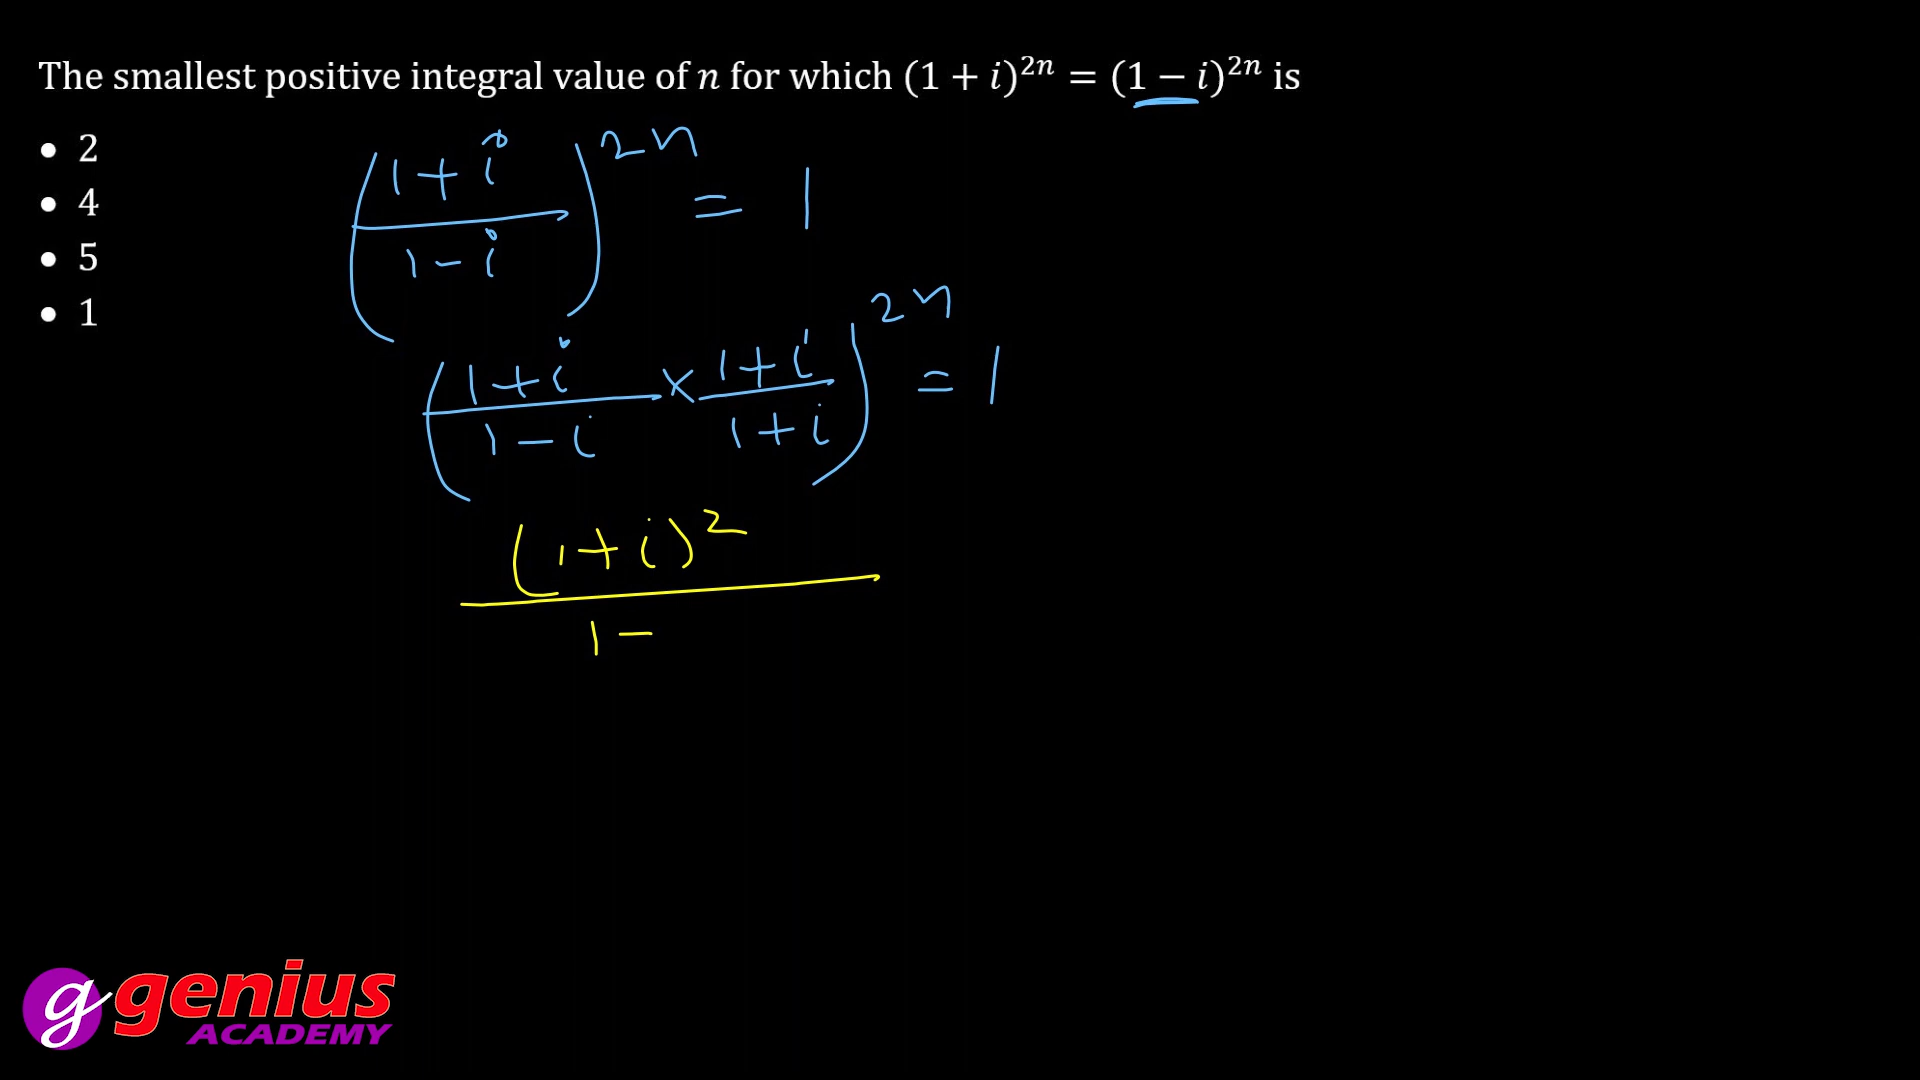 The smallest positive integral value of n for which (1 + i)²ⁿ = (1 − i)²ⁿ is
• 2
• 4
• 5
• 1
((1+i)/(1−i))²ⁿ = 1
((1+i)/(1−i) × (1+i)/(1+i))²ⁿ = 1
(1+i)²
1−
g genius
ACADEMY